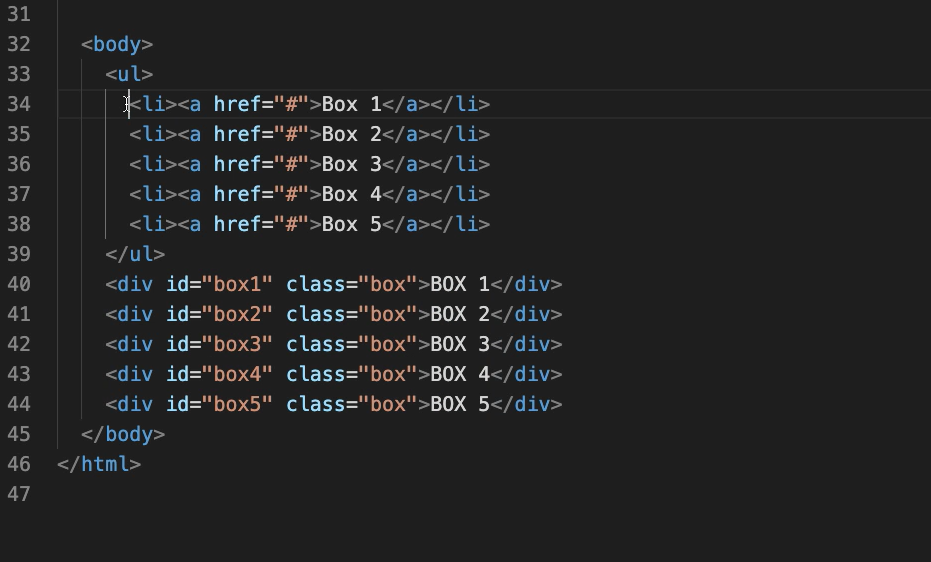 31
32 <body>
33 <ul>
34 <li><a href="#">Box 1</a></li>
35 <li><a href="#">Box 2</a></li>
36 <li><a href="#">Box 3</a></li>
37 <li><a href="#">Box 4</a></li>
38 <li><a href="#">Box 5</a></li>
39 </ul>
40 <div id="box1" class="box">BOX 1</div>
41 <div id="box2" class="box">BOX 2</div>
42 <div id="box3" class="box">BOX 3</div>
43 <div id="box4" class="box">BOX 4</div>
44 <div id="box5" class="box">BOX 5</div>
45 </body>
46 </html>
47